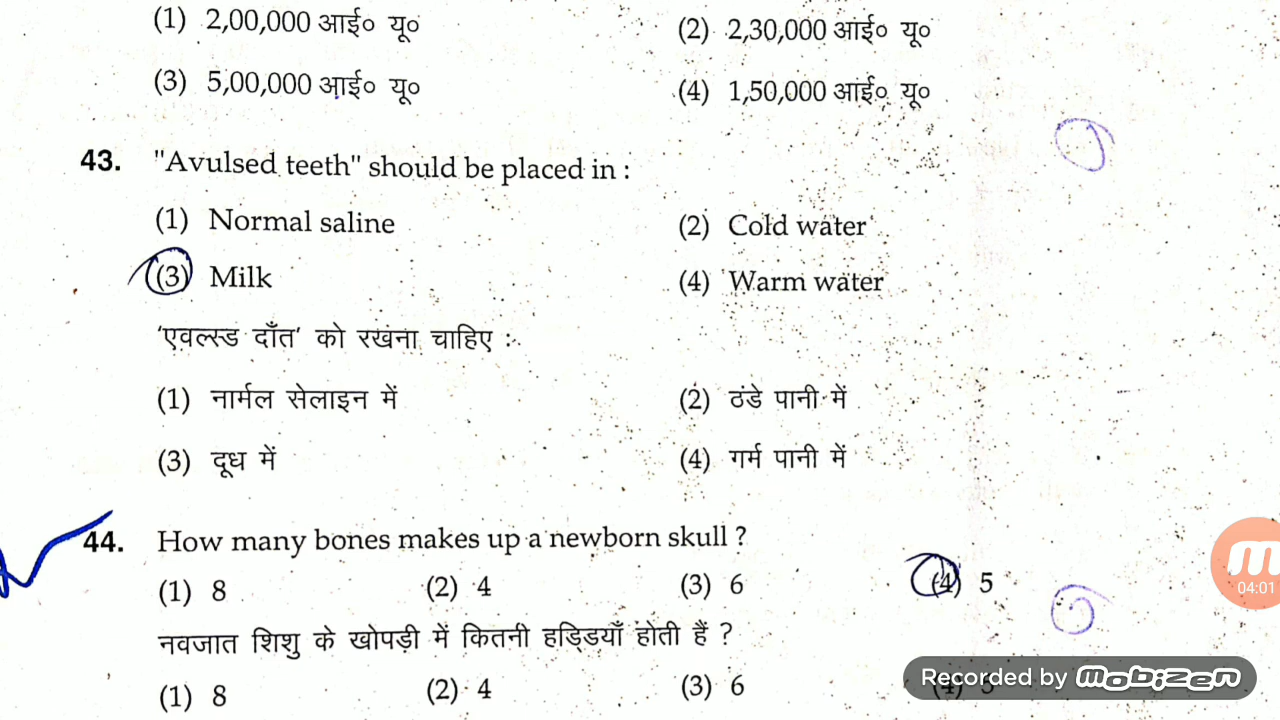 (1) 2,00,000 आई० यू० (2) 2,30,000 आई० यू०
(3) 5,00,000 आई० यू० (4) 1,50,000 आई० यू०
43. "Avulsed teeth" should be placed in :
(1) Normal saline (2) Cold water
(3) Milk (4) Warm water
‘एवल्स्ड दाँत’ को रखना चाहिए :
(1) नार्मल सेलाइन में (2) ठंडे पानी में
(3) दूध में (4) गर्म पानी में
44. How many bones makes up a newborn skull ?
(1) 8 (2) 4 (3) 6 (4) 5
नवजात शिशु के खोपड़ी में कितनी हड्डियाँ होती हैं ?
(1) 8 (2) 4 (3) 6 (4) 5
04:01
Recorded by mobizen